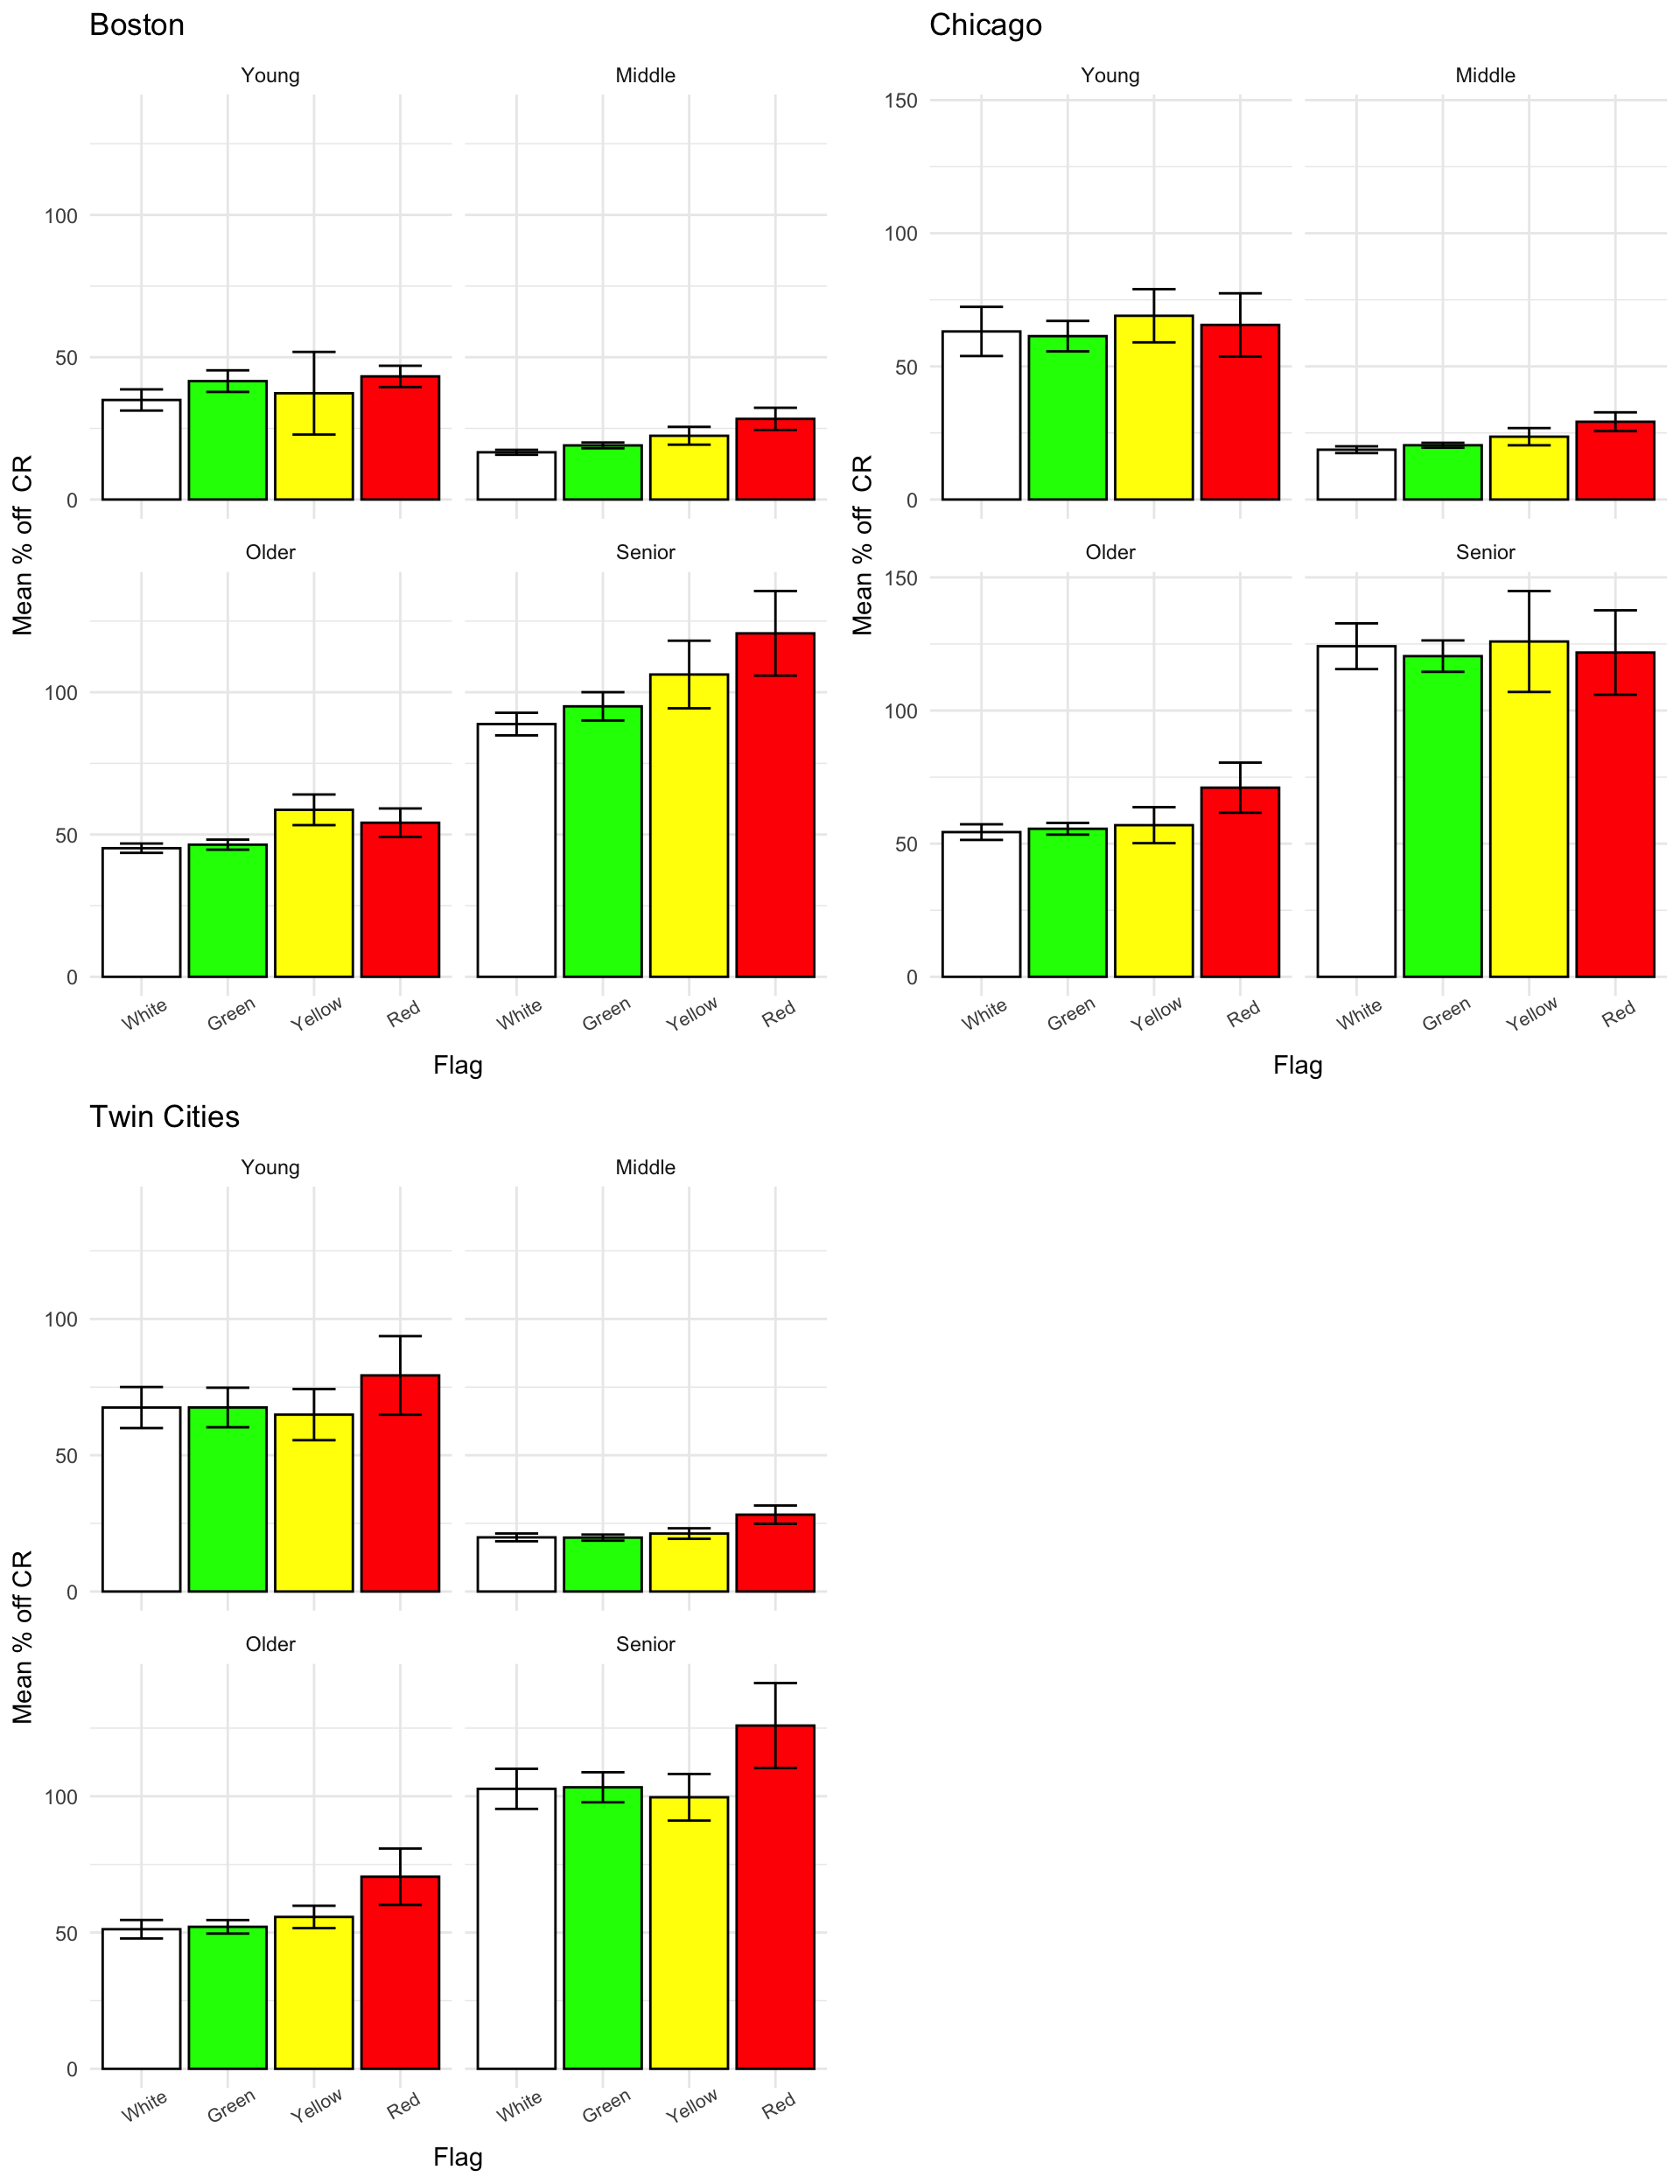 Boston
Young
Middle
100
50
0
Older
Senior
100
50
0
White
Green
Yellow
Red
White
Green
Yellow
Red
Mean % off  CR
Flag
Chicago
Young
Middle
150
100
50
0
Older
Senior
150
100
50
0
White
Green
Yellow
Red
White
Green
Yellow
Red
Mean % off  CR
Flag
Twin Cities
Young
Middle
100
50
0
Older
Senior
100
50
0
White
Green
Yellow
Red
White
Green
Yellow
Red
Mean % off CR
Flag